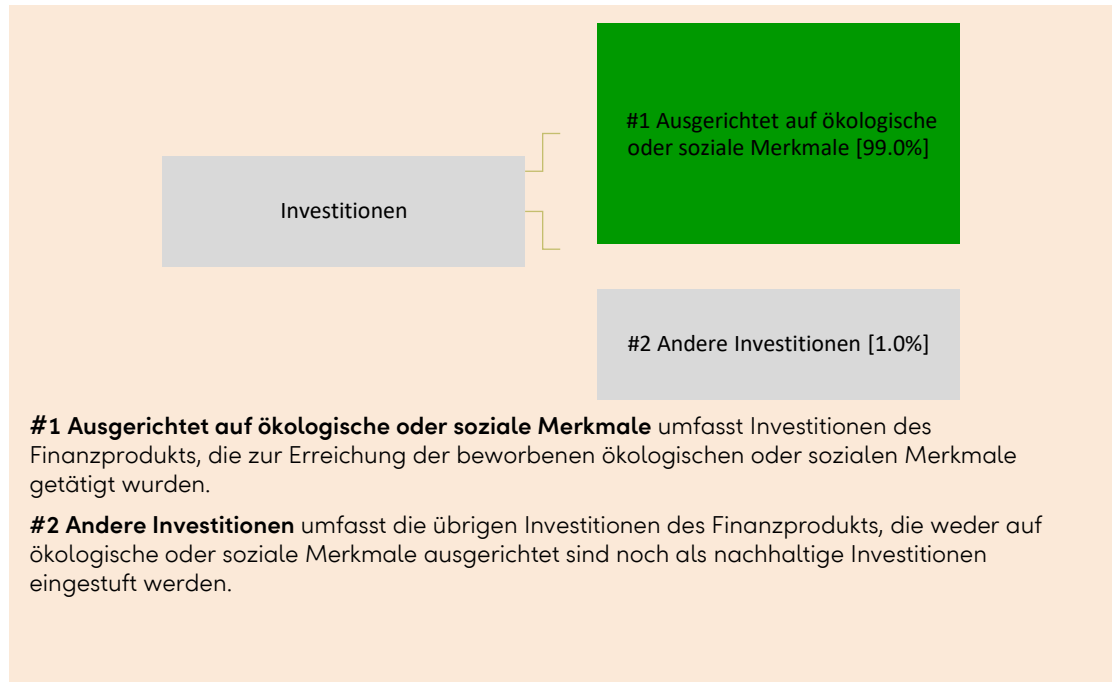 #1 Ausgerichtet auf ökologische
oder soziale Merkmale [99.0%]
Investitionen
#2 Andere Investitionen [1.0%]
#1 Ausgerichtet auf ökologische oder soziale Merkmale umfasst Investitionen des
Finanzprodukts, die zur Erreichung der beworbenen ökologischen oder sozialen Merkmale
getätigt wurden.
#2 Andere Investitionen umfasst die übrigen Investitionen des Finanzprodukts, die weder auf
ökologische oder soziale Merkmale ausgerichtet sind noch als nachhaltige Investitionen
eingestuft werden.